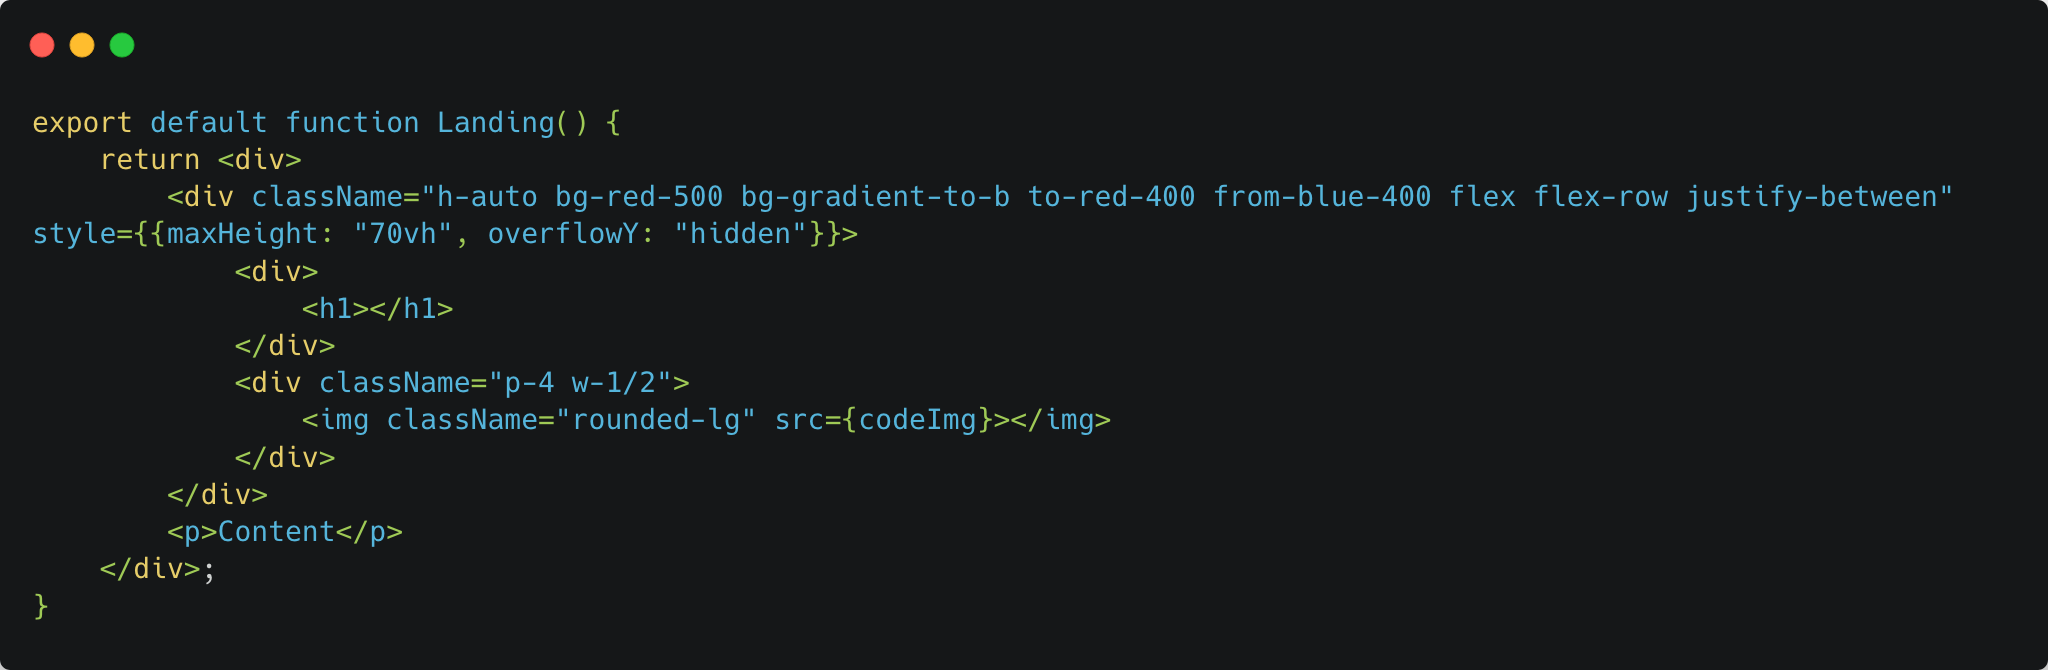 export default function Landing() {
    return <div>
        <div className="h-auto bg-red-500 bg-gradient-to-b to-red-400 from-blue-400 flex flex-row justify-between"
style={{maxHeight: "70vh", overflowY: "hidden"}}>
            <div>
                <h1></h1>
            </div>
            <div className="p-4 w-1/2">
                <img className="rounded-lg" src={codeImg}></img>
            </div>
        </div>
        <p>Content</p>
    </div>;
}